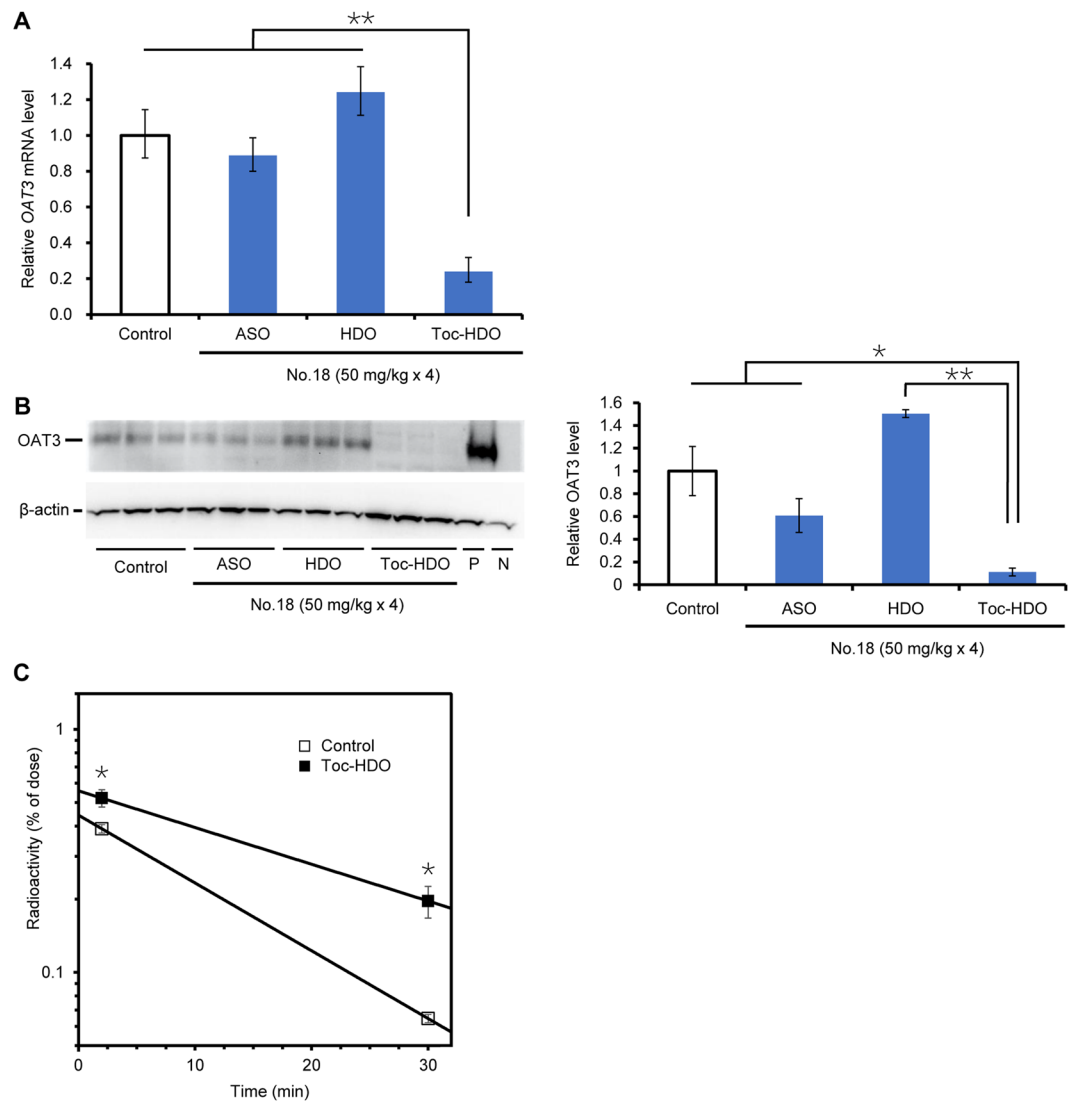 A
**
Relative OAT3 mRNA level
1.4
1.2
1.0
0.8
0.6
0.4
0.2
0.0
Control ASO HDO Toc-HDO
No.18 (50 mg/kg x 4)
B
OAT3
β-actin
Control ASO HDO Toc-HDO P N
No.18 (50 mg/kg x 4)
*
**
Relative OAT3 level
1.6
1.4
1.2
1
0.8
0.6
0.4
0.2
0
Control ASO HDO Toc-HDO
No.18 (50 mg/kg x 4)
C
Radioactivity (% of dose)
1
0.1
Control
Toc-HDO
*
*
0 10 20 30
Time (min)